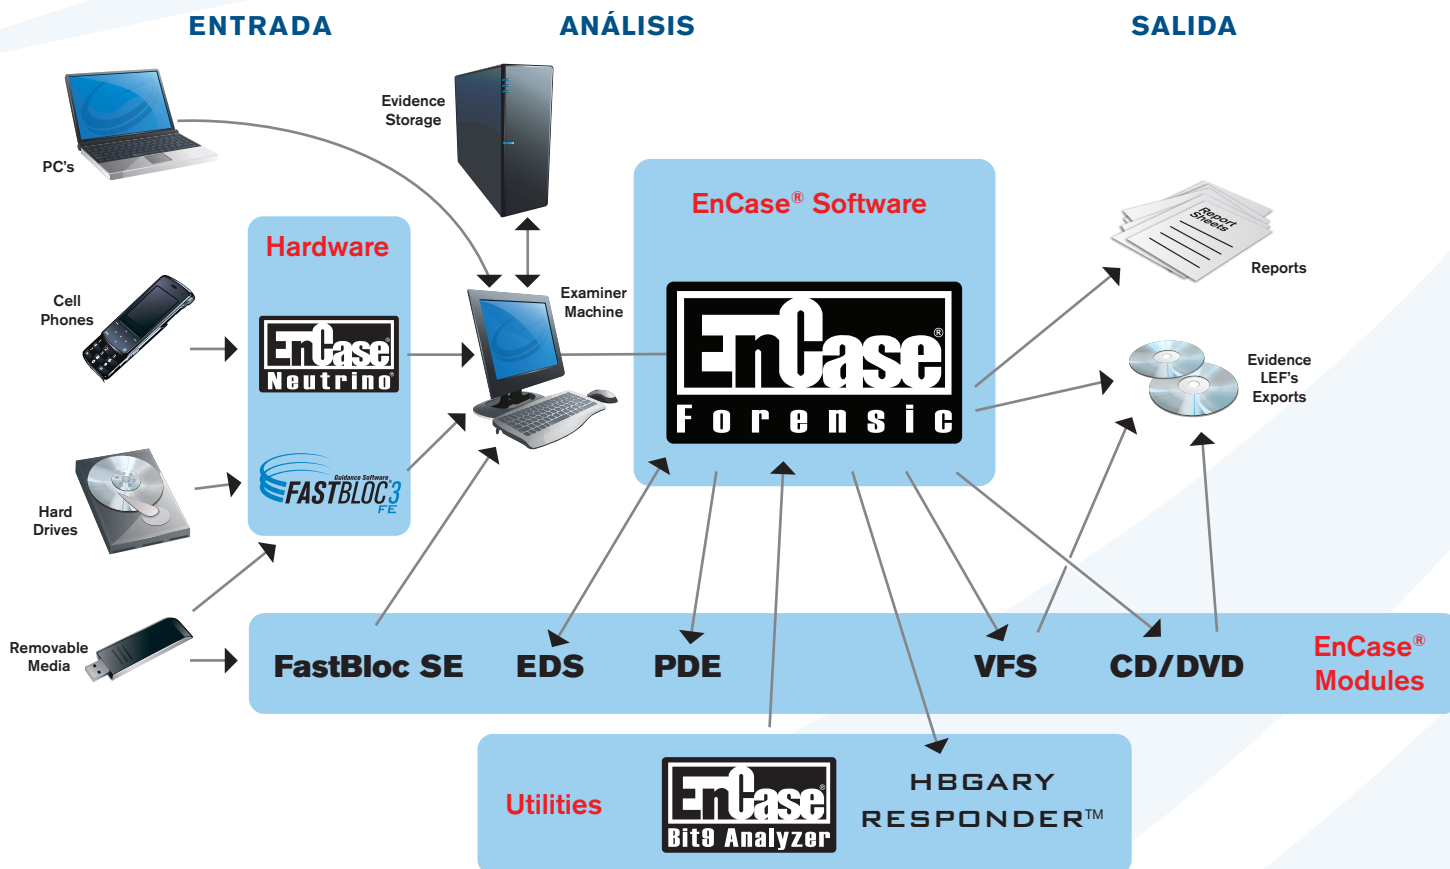 ENTRADA
ANÁLISIS
SALIDA
PC's
Evidence
Storage
Hardware
EnCase® Software
Report
Sheets
Reports
Cell
Phones
EnCase®
Neutrino®
Examiner
Machine
EnCase®
Forensic
Evidence
LEF's
Exports
Hard
Drives
Guidance Software
FASTBLOC®3
FE
Removable
Media
FastBloc SE
EDS
PDE
VFS
CD/DVD
EnCase®
Modules
Utilities
EnCase®
Bit9 Analyzer
HBGARY
RESPONDER™